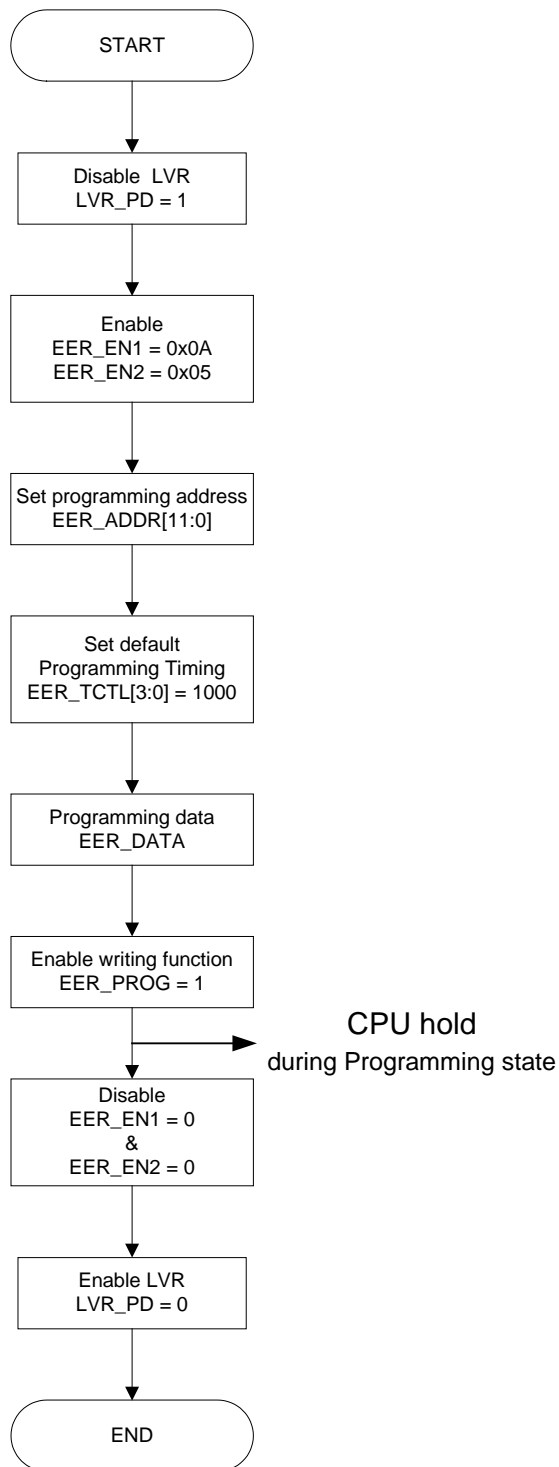 START
Disable LVR
LVR_PD = 1
Enable
EER_EN1 = 0x0A
EER_EN2 = 0x05
Set programming address
EER_ADDR[11:0]
Set default
Programming Timing
EER_TCTL[3:0] = 1000
Programming data
EER_DATA
Enable writing function
EER_PROG = 1
CPU hold
during Programming state
Disable
EER_EN1 = 0
&
EER_EN2 = 0
Enable LVR
LVR_PD = 0
END